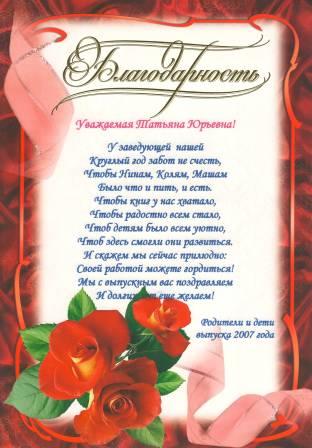 Благодарность
Уважаемая Татьяна Юрьевна!
У заведующей нашей
Круглый год забот не счесть,
Чтобы Нинам, Колям, Машам
Было что и пить, и есть.
Чтобы книг у нас хватало,
Чтобы радостно всем стало,
Чтоб детям было всем уютно,
Чтоб здесь смогли они развиться.
И скажем мы сейчас прилюдно:
Своей работой можете гордиться!
Мы с выпускным вас поздравляем
И долгих лет еще желаем!
Родители и дети
выпуска 2007 года